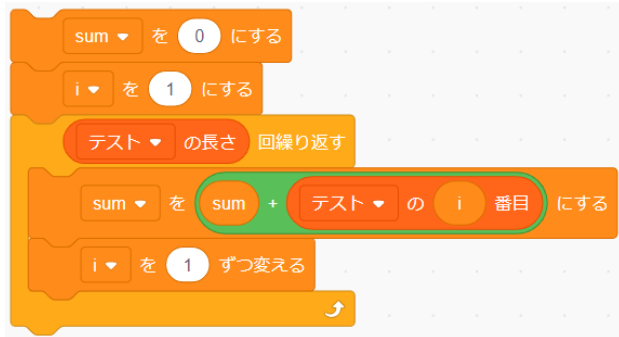 sum を 0 にする
i を 1 にする
テスト の長さ 回繰り返す
sum を sum + テスト の i 番目 にする
i を 1 ずつ変える